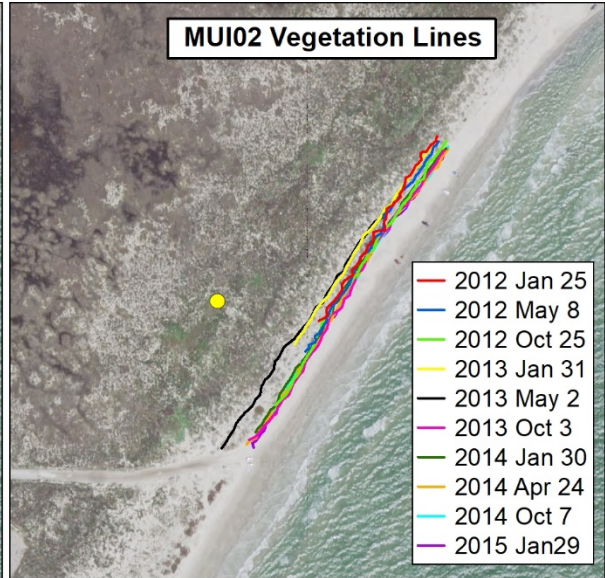 MUI02 Vegetation Lines
2012 Jan 25
2012 May 8
2012 Oct 25
2013 Jan 31
2013 May 2
2013 Oct 3
2014 Jan 30
2014 Apr 24
2014 Oct 7
2015 Jan29